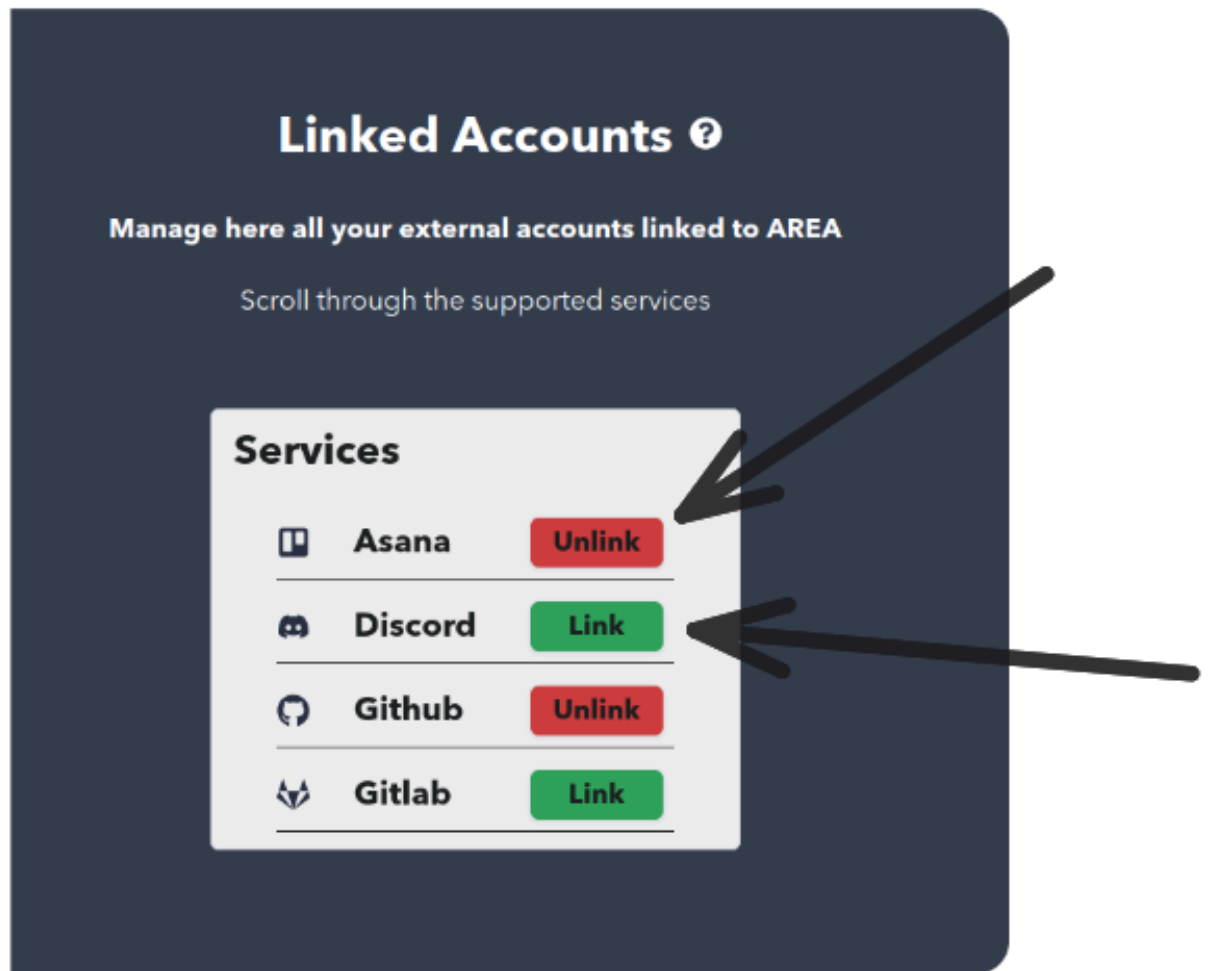 Linked Accounts ?
Manage here all your external accounts linked to AREA
Scroll through the supported services
Services
Asana Unlink
Discord Link
Github Unlink
Gitlab Link